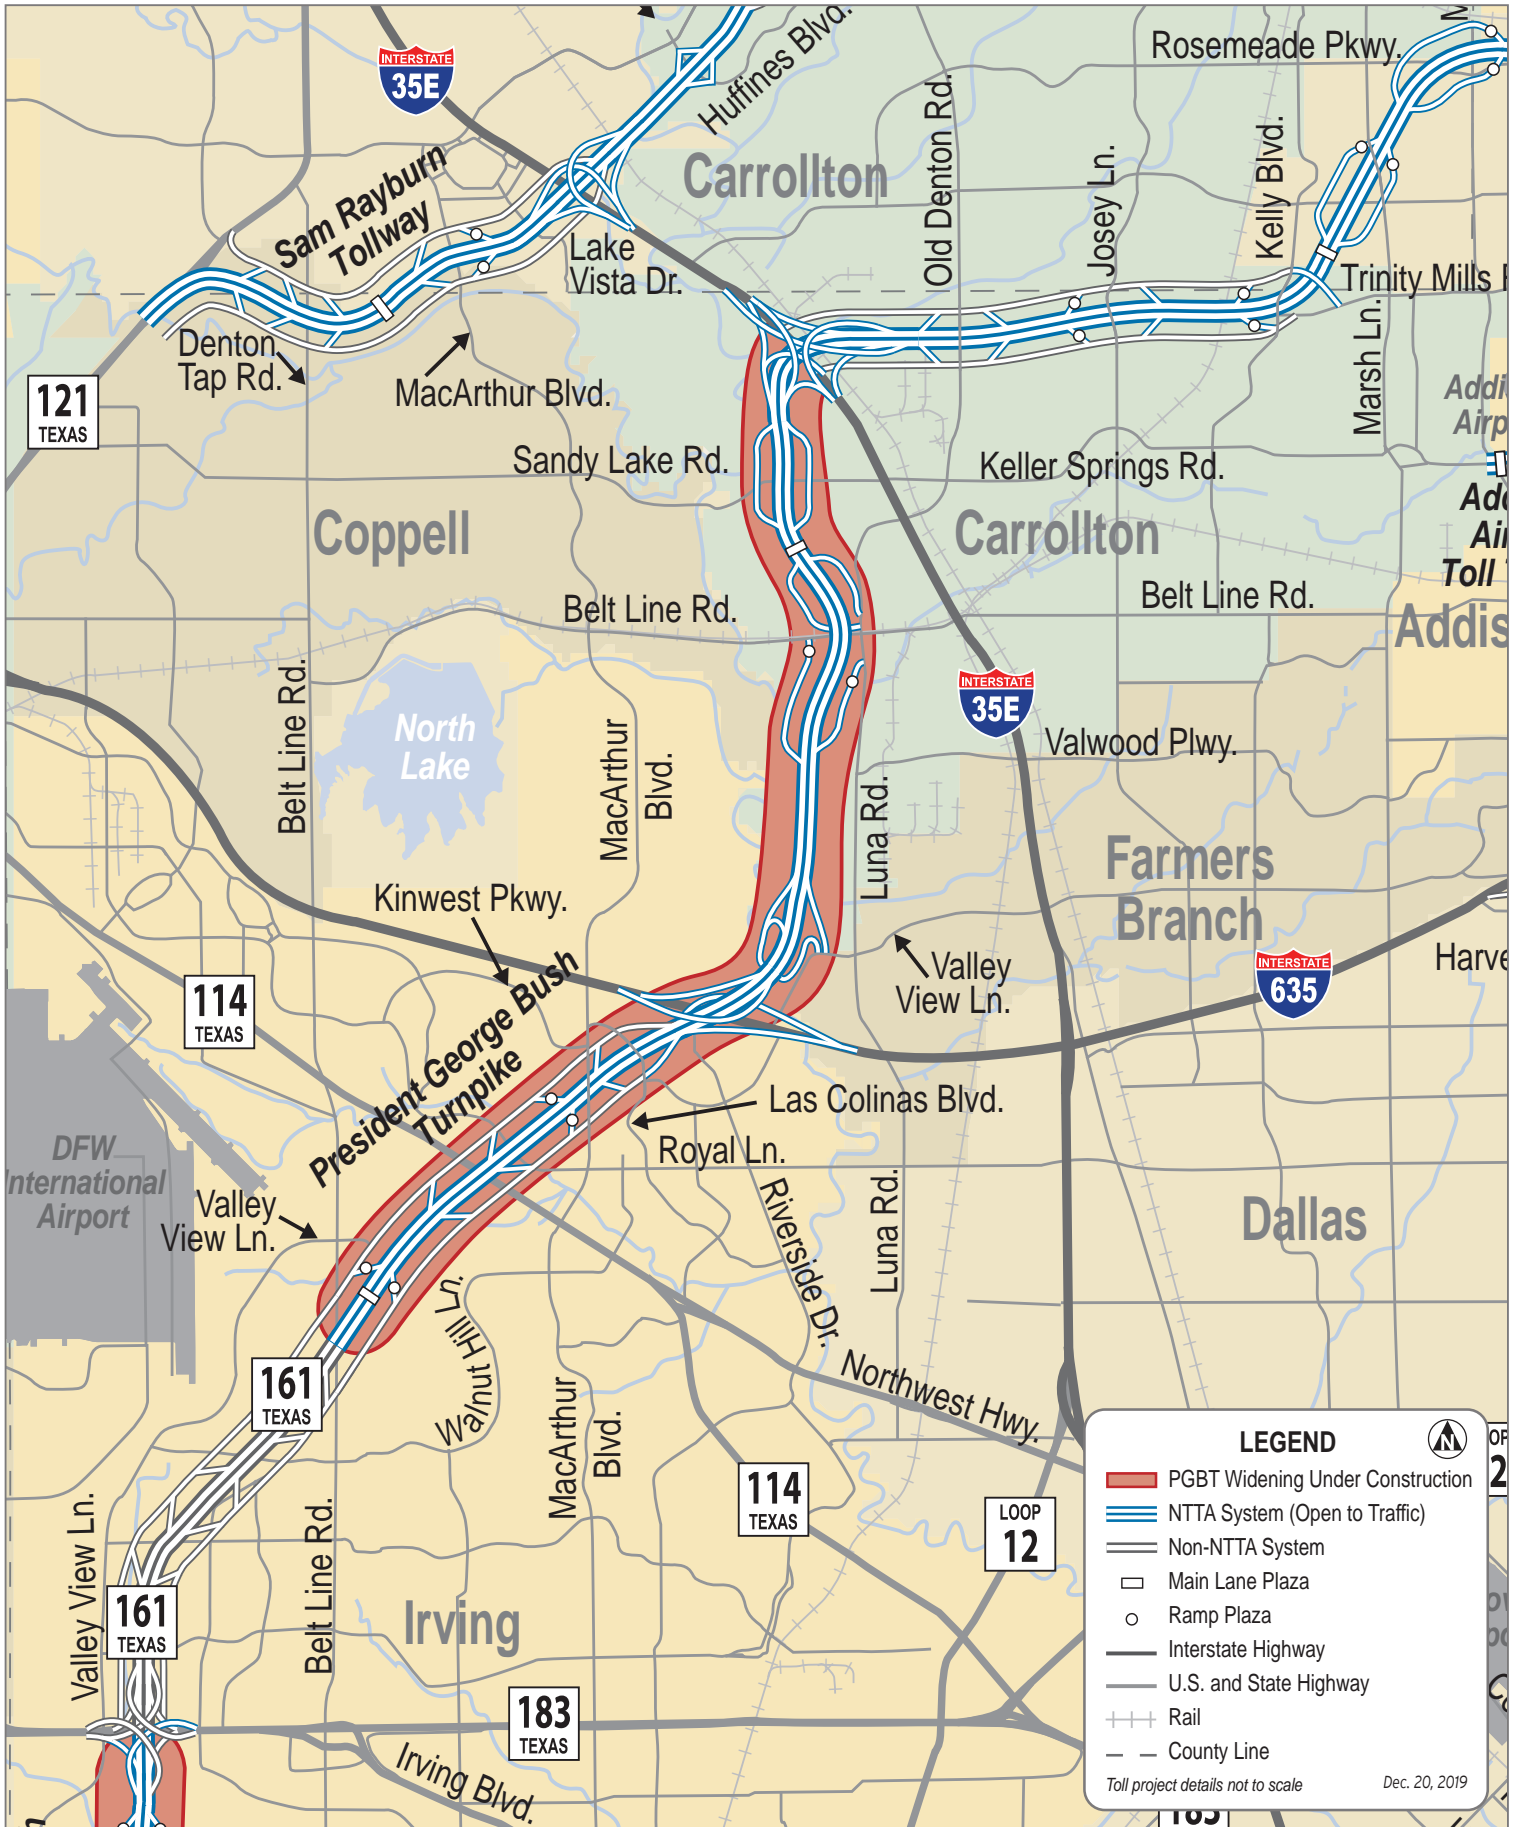 Huffines Blvd.
Rosemeade Pkwy.
INTERSTATE
35E
Carrollton
Old Denton Rd.
Josey Ln.
Kelly Blvd.
Sam Rayburn
Tollway
Lake
Vista Dr.
Trinity Mills
Denton
Tap Rd.
MacArthur Blvd.
Marsh Ln.
121
TEXAS
Sandy Lake Rd.
Keller Springs Rd.
Coppell
Carrollton
Toll
Belt Line Rd.
Belt Line Rd.
Addis
Belt Line Rd.
North
Lake
MacArthur
Blvd.
INTERSTATE
35E
Valwood Plwy.
Luna Rd.
Farmers
Branch
Kinwest Pkwy.
Valley
View Ln.
INTERSTATE
635
Harve
114
TEXAS
President George Bush
Turnpike
Las Colinas Blvd.
Royal Ln.
DFW
International
Airport
Valley
View Ln.
Riverside Dr.
Luna Rd.
Dallas
Walnut Hill Ln.
161
TEXAS
MacArthur
Blvd.
Northwest Hwy.
114
TEXAS
LOOP
12
Valley View Ln.
Belt Line Rd.
161
TEXAS
Irving
183
TEXAS
Irving Blvd.
LEGEND
N
PGBT Widening Under Construction
NTTA System (Open to Traffic)
Non-NTTA System
Main Lane Plaza
Ramp Plaza
Interstate Highway
U.S. and State Highway
Rail
County Line
Toll project details not to scale
Dec. 20, 2019